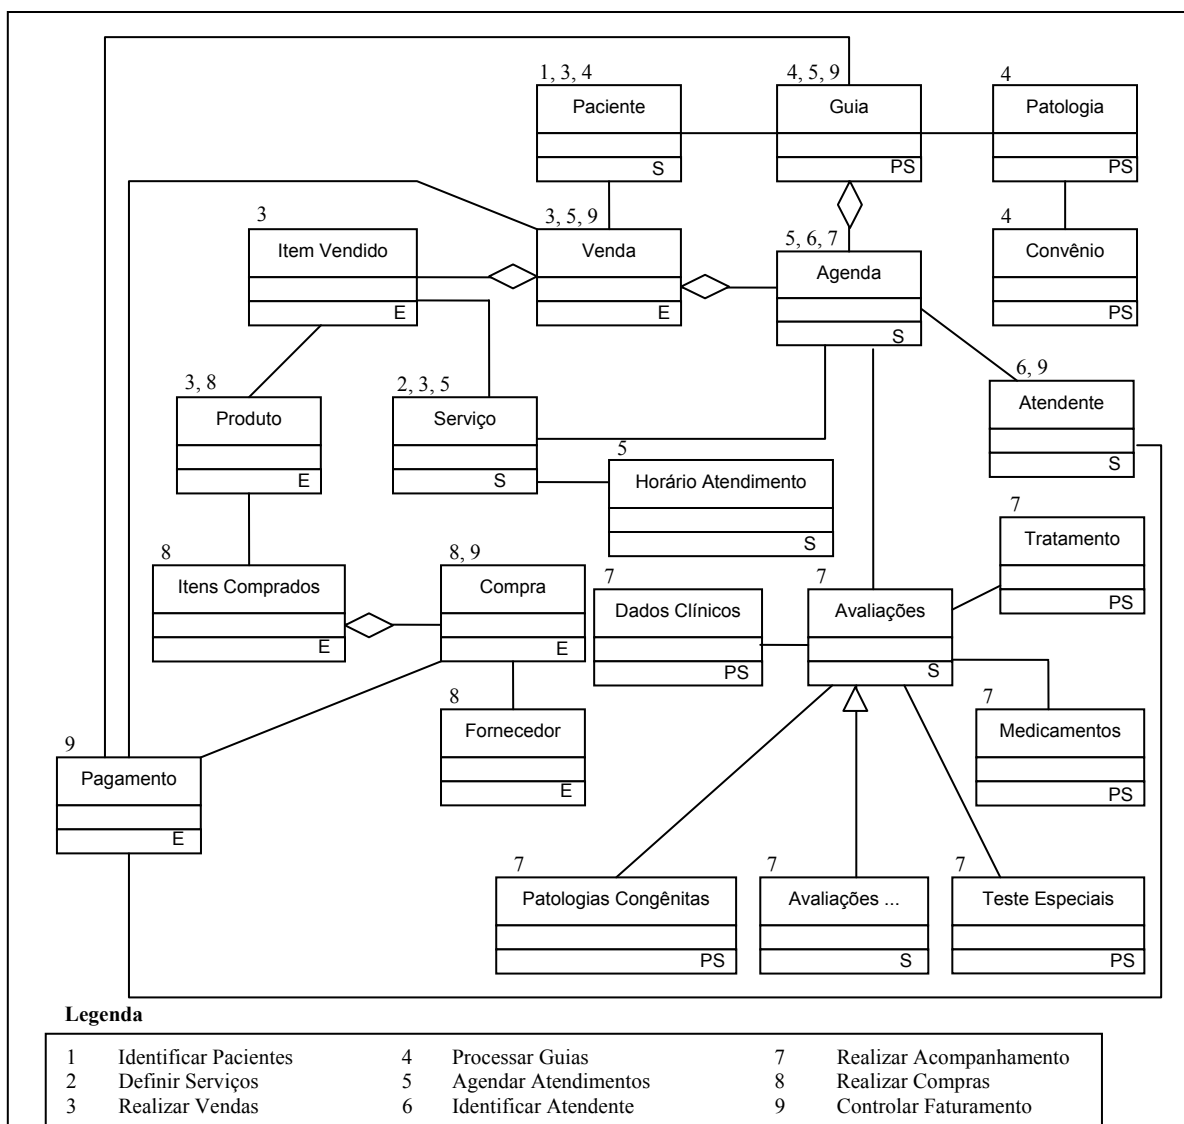 1, 3, 4
Paciente
S
4, 5, 9
Guia
PS
4
Patologia
PS
3
Item Vendido
E
3, 5, 9
Venda
E
5, 6, 7
Agenda
S
4
Convênio
PS
3, 8
Produto
E
2, 3, 5
Serviço
S
6, 9
Atendente
S
5
Horário Atendimento
S
7
Tratamento
PS
8
Itens Comprados
E
8, 9
Compra
E
7
Dados Clínicos
PS
7
Avaliações
S
8
Fornecedor
E
7
Medicamentos
PS
9
Pagamento
E
7
Patologias Congênitas
PS
7
Avaliações ...
S
7
Teste Especiais
PS
Legenda
1 Identificar Pacientes 4 Processar Guias 7 Realizar Acompanhamento
2 Definir Serviços 5 Agendar Atendimentos 8 Realizar Compras
3 Realizar Vendas 6 Identificar Atendente 9 Controlar Faturamento